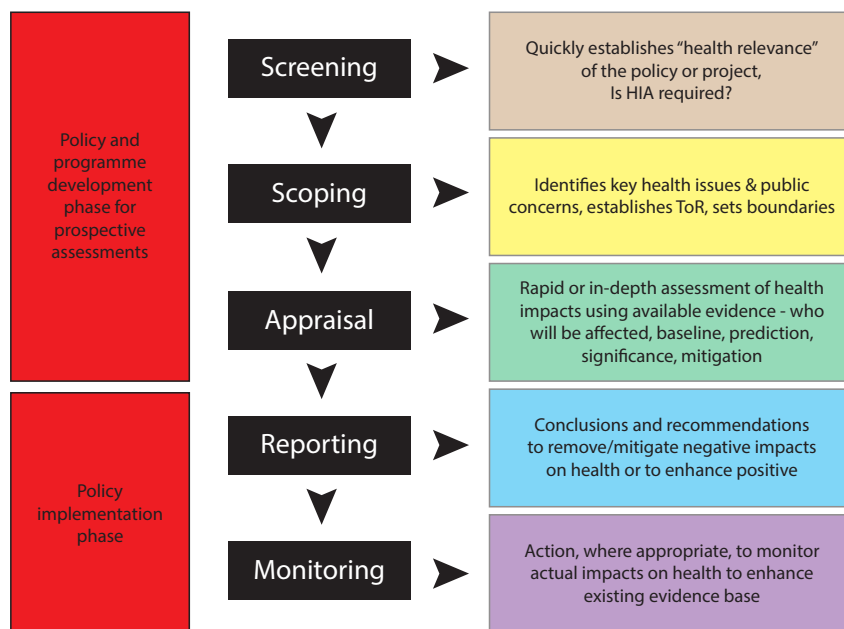 Policy and
programme
development
phase for
prospective
assessments
Screening
Quickly establishes “health relevance”
of the policy or project,
Is HIA required?
Scoping
Identifies key health issues & public
concerns, establishes ToR, sets boundaries
Appraisal
Rapid or in-depth assessment of health
impacts using available evidence - who
will be affected, baseline, prediction,
significance, mitigation
Policy
implementation
phase
Reporting
Conclusions and recommendations
to remove/mitigate negative impacts
on health or to enhance positive
Monitoring
Action, where appropriate, to monitor
actual impacts on health to enhance
existing evidence base